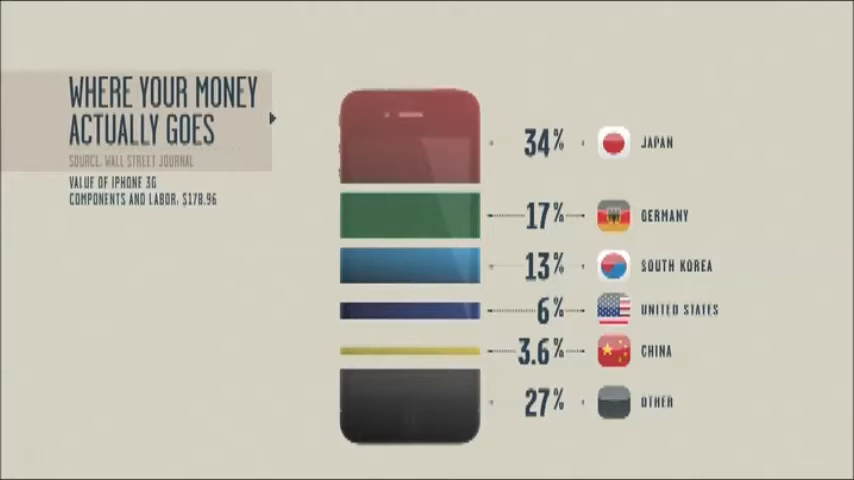 WHERE YOUR MONEY
ACTUALLY GOES
SOURCE. WALL STREET JOURNAL
VALUE OF IPHONE 3G
COMPONENTS AND LABOR. $178.96
34% JAPAN
17% GERMANY
13% SOUTH KOREA
6% UNITED STATES
3.6% CHINA
27% OTHER